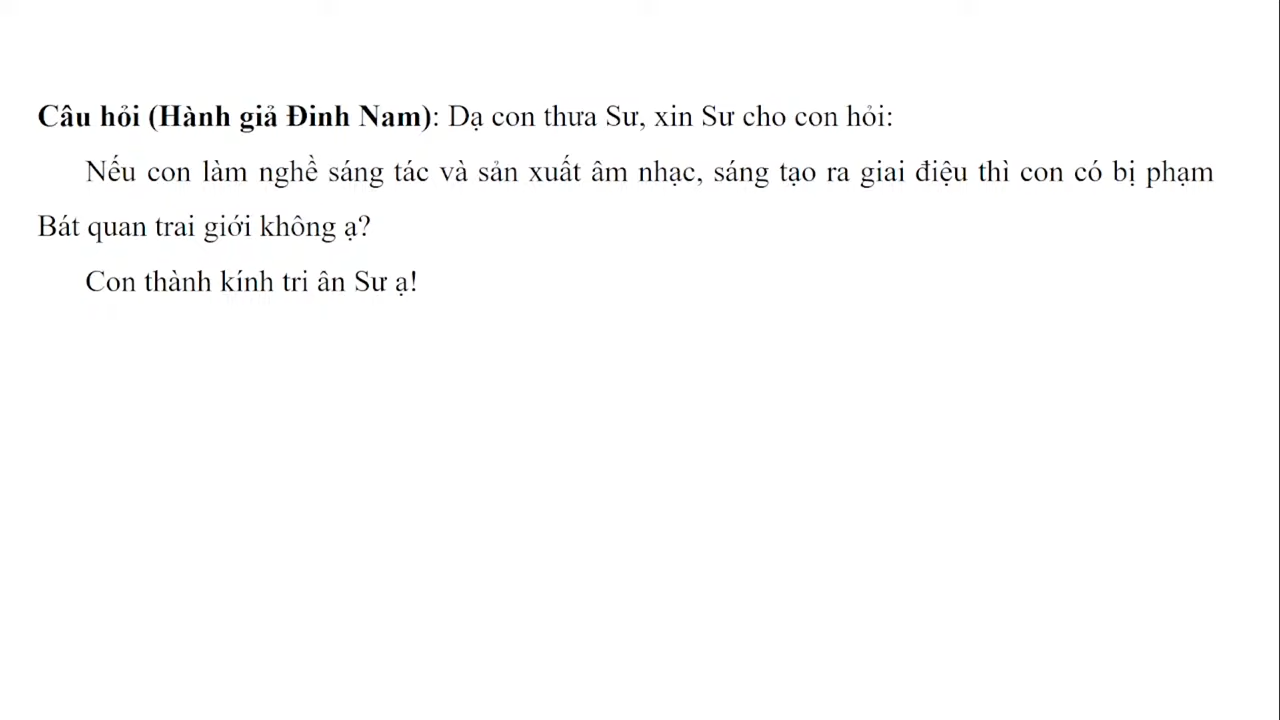 Câu hỏi (Hành giả Đinh Nam): Dạ con thưa Sư, xin Sư cho con hỏi:
Nếu con làm nghề sáng tác và sản xuất âm nhạc, sáng tạo ra giai điệu thì con có bị phạm
Bát quan trai giới không ạ?
Con thành kính tri ân Sư ạ!